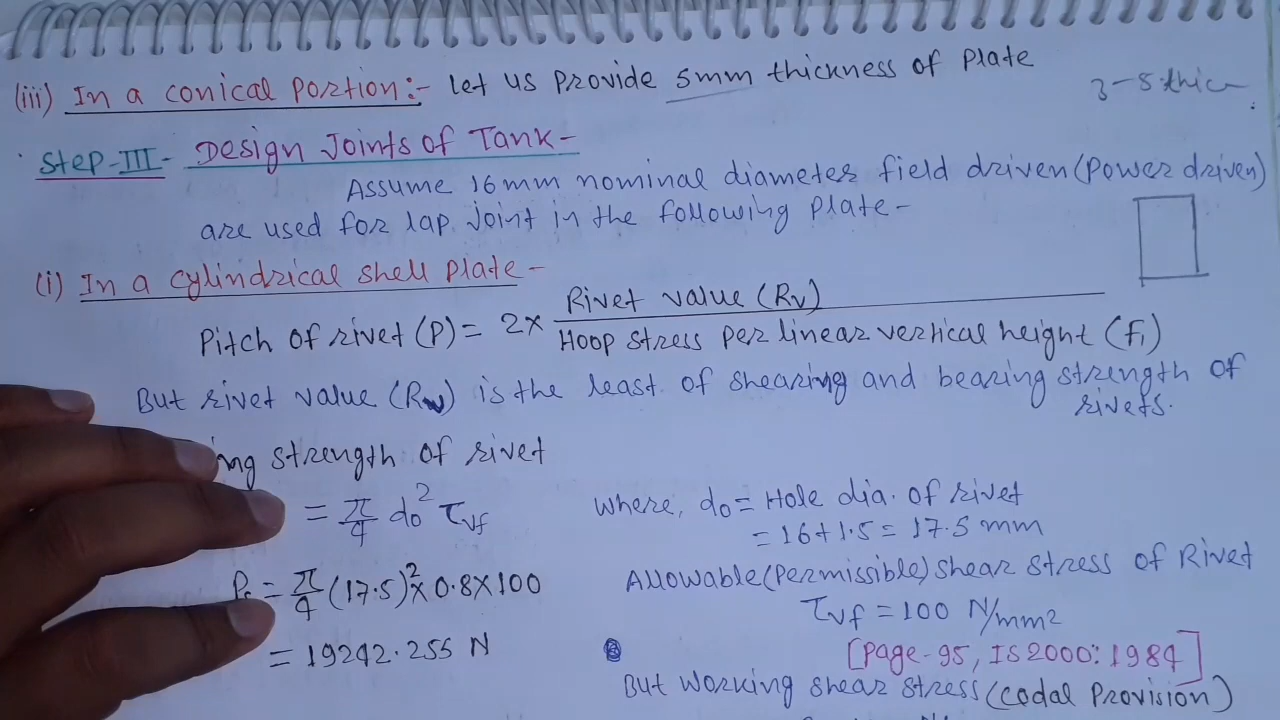 (iii) In a conical portion:- Let us provide 5mm thickness of plate
3-5 thic
Step-III- Design Joints of Tank-
Assume 16mm nominal diameter field driven (power driven)
are used for lap joint in the following plate-
(i) In a cylindrical shell plate-
Pitch of rivet (P) = 2 × Rivet value (Rv) / Hoop stress per linear vertical height (f1)
But rivet value (Rv) is the least of shearing and bearing strength of
rivets.
ing strength of rivet
= π/4 do² τvf
where, do = Hole dia. of rivet
= 16+1.5 = 17.5 mm
= π/4 (17.5)² × 0.8×100
Allowable (permissible) shear stress of Rivet
τvf = 100 N/mm2
= 19242.255 N
[Page-95, IS 2000:1984]
But working shear stress (codal provision)